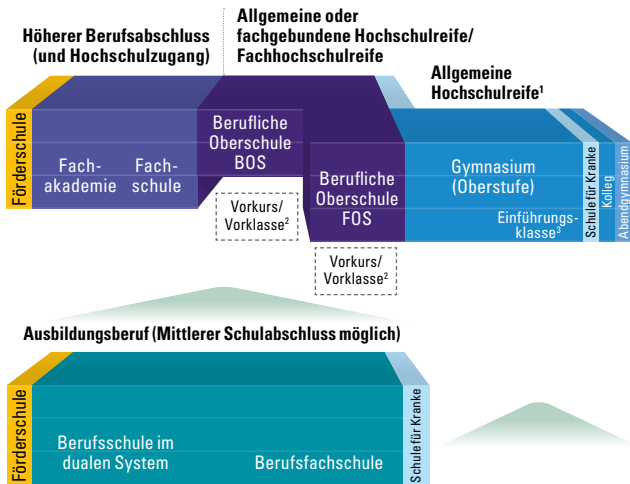 Höherer Berufsabschluss
(und Hochschulzugang)
Allgemeine oder
fachgebundene Hochschulreife/
Fachhochschulreife
Allgemeine
Hochschulreife¹
Förderschule
Fach-
akademie
Fach-
schule
Berufliche
Oberschule
BOS
Vorkurs/
Vorklasse²
Berufliche
Oberschule
FOS
Vorkurs/
Vorklasse²
Gymnasium
(Oberstufe)
Einführungs-
klasse³
Schule für Kranke
Kolleg
Abendgymnasium
Ausbildungsberuf (Mittlerer Schulabschluss möglich)
Förderschule
Berufsschule im
dualen System
Berufsfachschule
Schule für Kranke